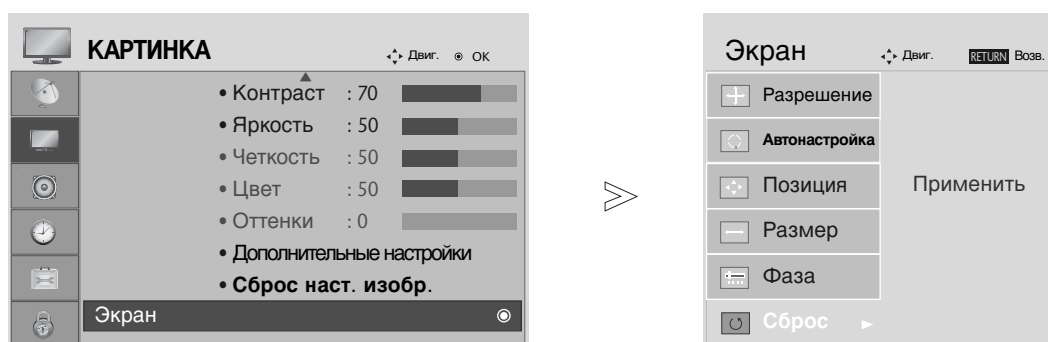 КАРТИНКА
Двиг. ОК
• Контраст : 70
• Яркость : 50
• Четкость : 50
• Цвет : 50
• Оттенки : 0
• Дополнительные настройки
• Сброс наст. изобр.
Экран
Экран
Двиг. RETURN Возв.
Разрешение
Автонастройка
Позиция
Размер
Фаза
Сброс
Применить